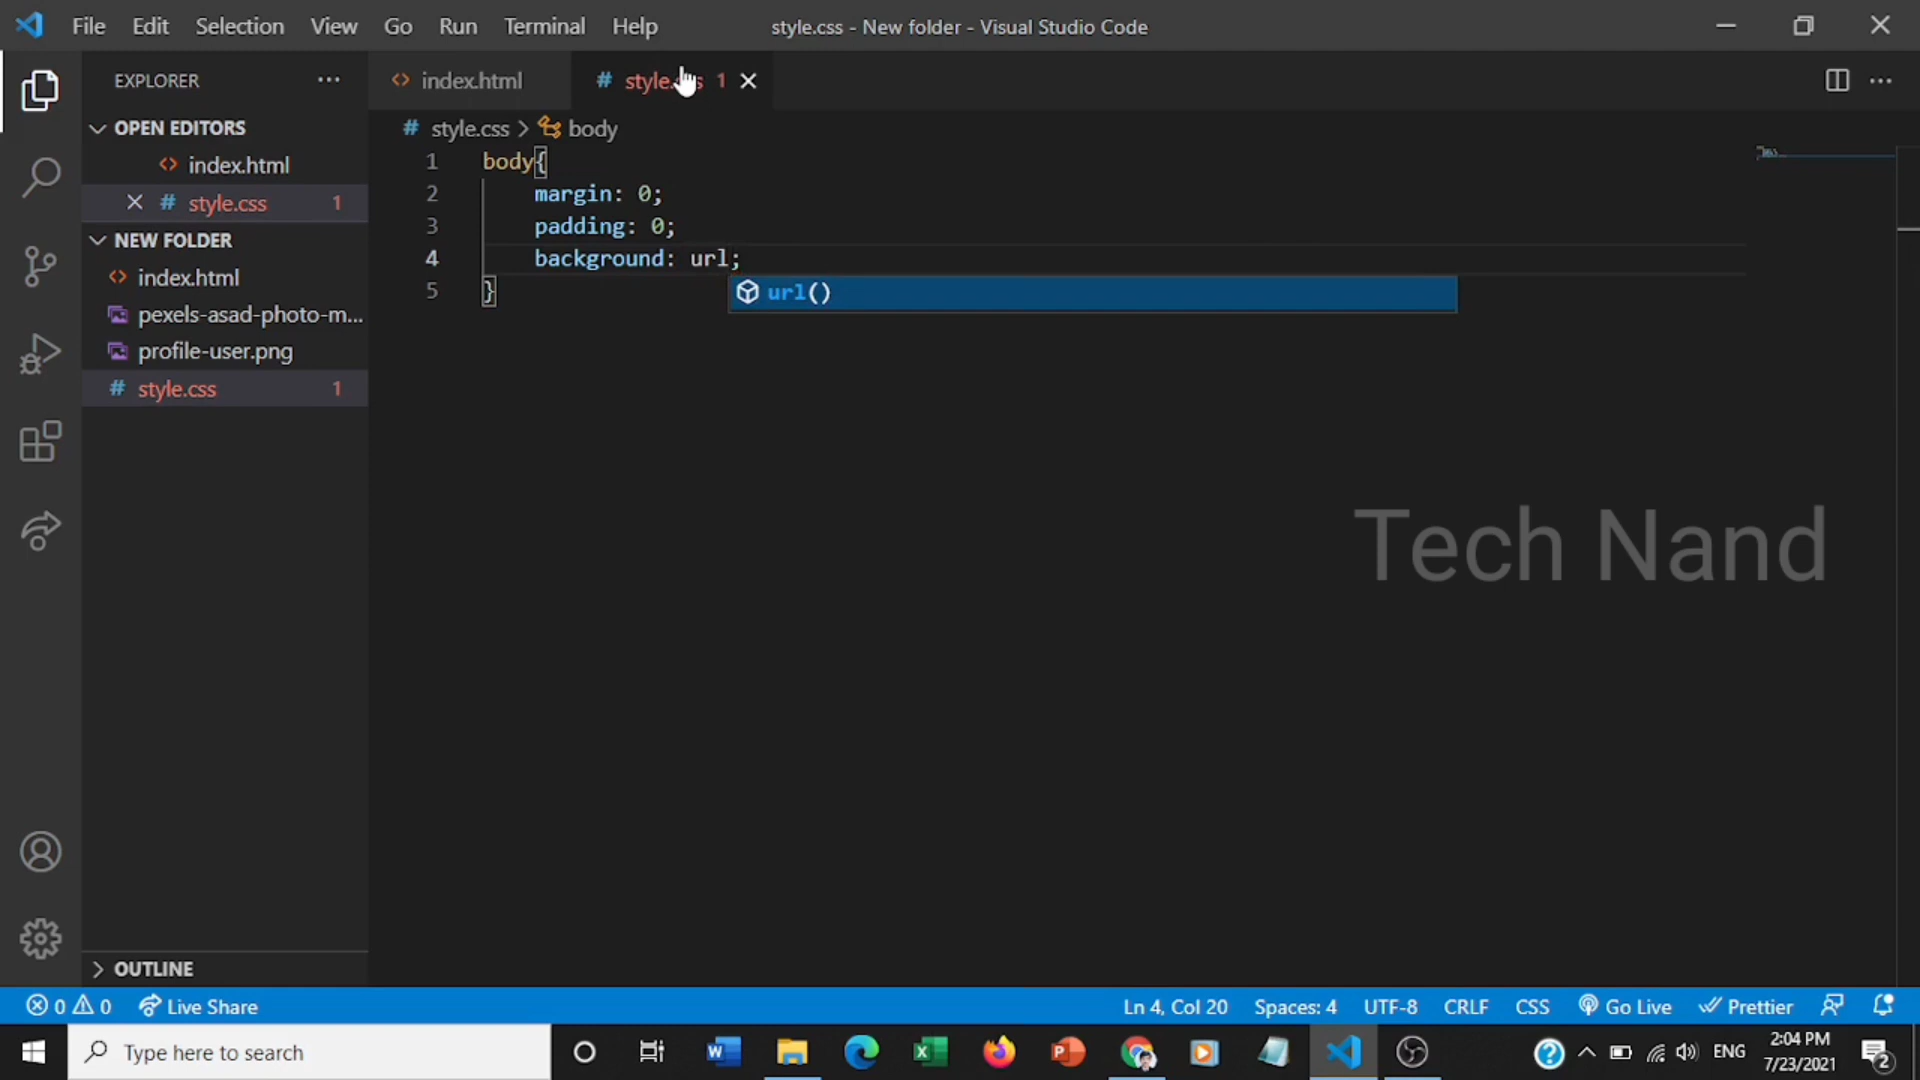 File Edit Selection View Go Run Terminal Help
style.css - New folder - Visual Studio Code
EXPLORER
OPEN EDITORS
index.html
style.css 1
NEW FOLDER
index.html
pexels-asad-photo-m...
profile-user.png
style.css 1
OUTLINE
index.html
1
style.css > body
1 body{
2 margin: 0;
3 padding: 0;
4 background: url;
5 }
url()
Tech Nand
0 0 Live Share
Ln 4, Col 20 Spaces: 4 UTF-8 CRLF CSS Go Live Prettier
Type here to search
ENG
2:04 PM
7/23/2021
2